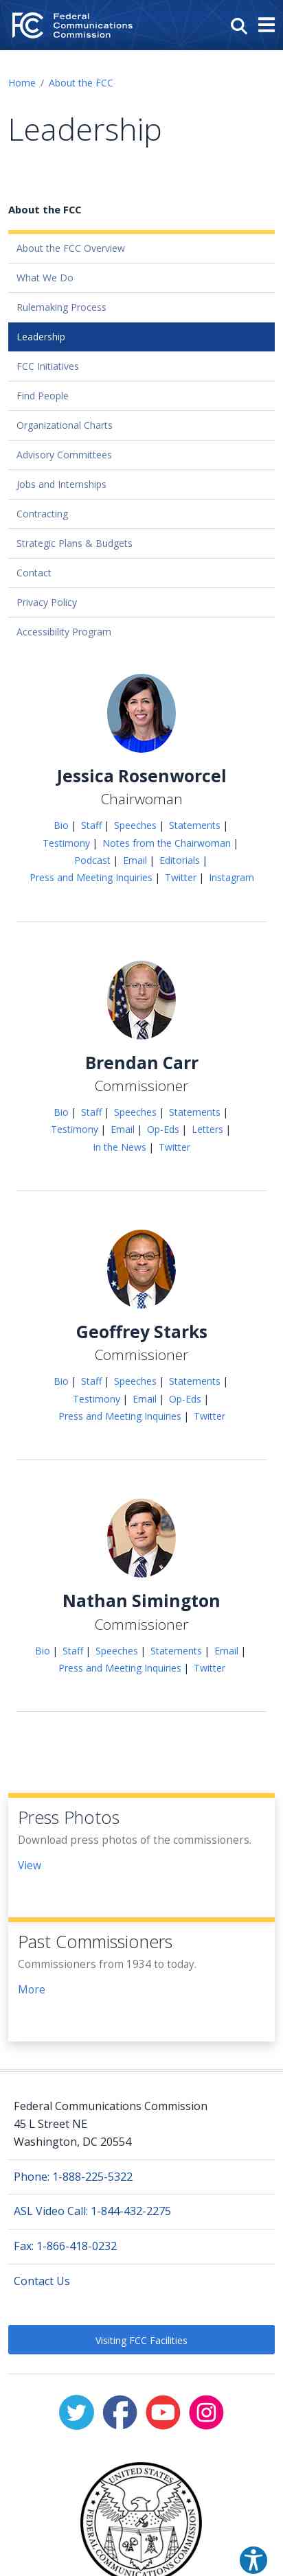 FC Federal
Communications
Commission
Home / About the FCC
Leadership
About the FCC
About the FCC Overview
What We Do
Rulemaking Process
Leadership
FCC Initiatives
Find People
Organizational Charts
Advisory Committees
Jobs and Internships
Contracting
Strategic Plans & Budgets
Contact
Privacy Policy
Accessibility Program
Jessica Rosenworcel
Chairwoman
Bio | Staff | Speeches | Statements |
Testimony | Notes from the Chairwoman |
Podcast | Email | Editorials |
Press and Meeting Inquiries | Twitter | Instagram
Brendan Carr
Commissioner
Bio | Staff | Speeches | Statements |
Testimony | Email | Op-Eds | Letters |
In the News | Twitter
Geoffrey Starks
Commissioner
Bio | Staff | Speeches | Statements |
Testimony | Email | Op-Eds |
Press and Meeting Inquiries | Twitter
Nathan Simington
Commissioner
Bio | Staff | Speeches | Statements | Email |
Press and Meeting Inquiries | Twitter
Press Photos
Download press photos of the commissioners.
View
Past Commissioners
Commissioners from 1934 to today.
More
Federal Communications Commission
45 L Street NE
Washington, DC 20554
Phone: 1-888-225-5322
ASL Video Call: 1-844-432-2275
Fax: 1-866-418-0232
Contact Us
Visiting FCC Facilities
UNITED STATES
FEDERAL COMMUNICATIONS